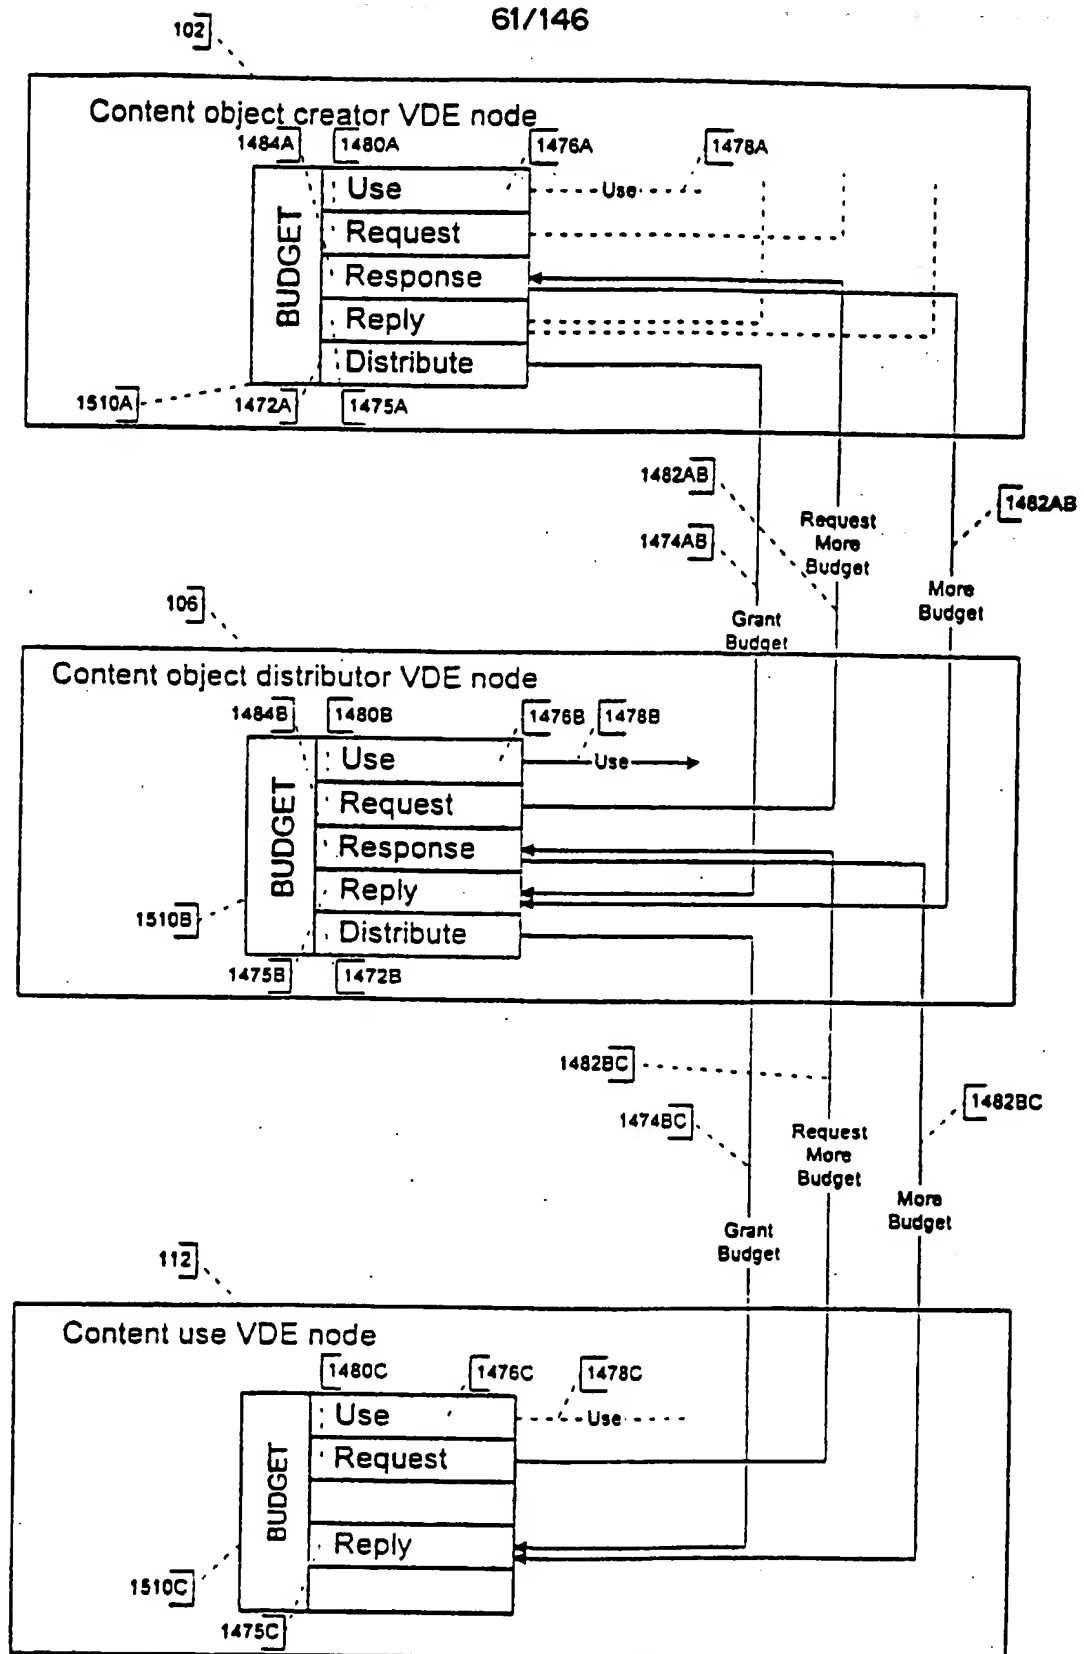 61/146
102
Content object creator VDE node
1484A
1480A
1476A
1478A
BUDGET
Use
Use
Request
Response
Reply
Distribute
1510A
1472A
1475A
1482AB
1482AB
1474AB
Request
More
Budget
More
Budget
Grant
Budget
106
Content object distributor VDE node
1484B
1480B
1476B
1478B
BUDGET
Use
Use
Request
Response
Reply
Distribute
1510B
1475B
1472B
1482BC
1482BC
1474BC
Request
More
Budget
More
Budget
Grant
Budget
112
Content use VDE node
1480C
1476C
1478C
BUDGET
Use
Use
Request
Reply
1510C
1475C